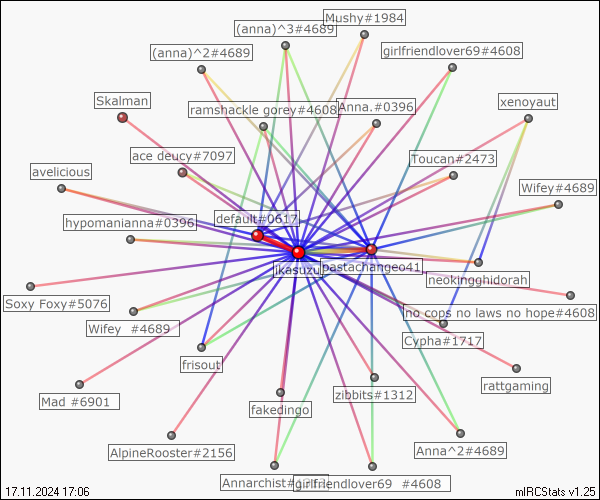 Mushy#1984
(anna)^3#4689
(anna)^2#4689
girlfriendlover69#4608
Skalman
ramshackle gorey#4608
Anna.#0396
xenoyaut
ace deucy#7097
Toucan#2473
avelicious
Wifey#4689
default#0617
hypomanianna#0396
jkasuzu
pastachangeo41
neokingghidorah
Soxy Foxy#5076
no cops no laws no hope#4608
Wifey #4689
Cypha#1717
frisout
rattgaming
zibbits#1312
Mad #6901
fakedingo
AlpineRooster#2156
Anna^2#4689
girlfriendlover69 #4608
17.11.2024 17:06
mIRCStats v1.25